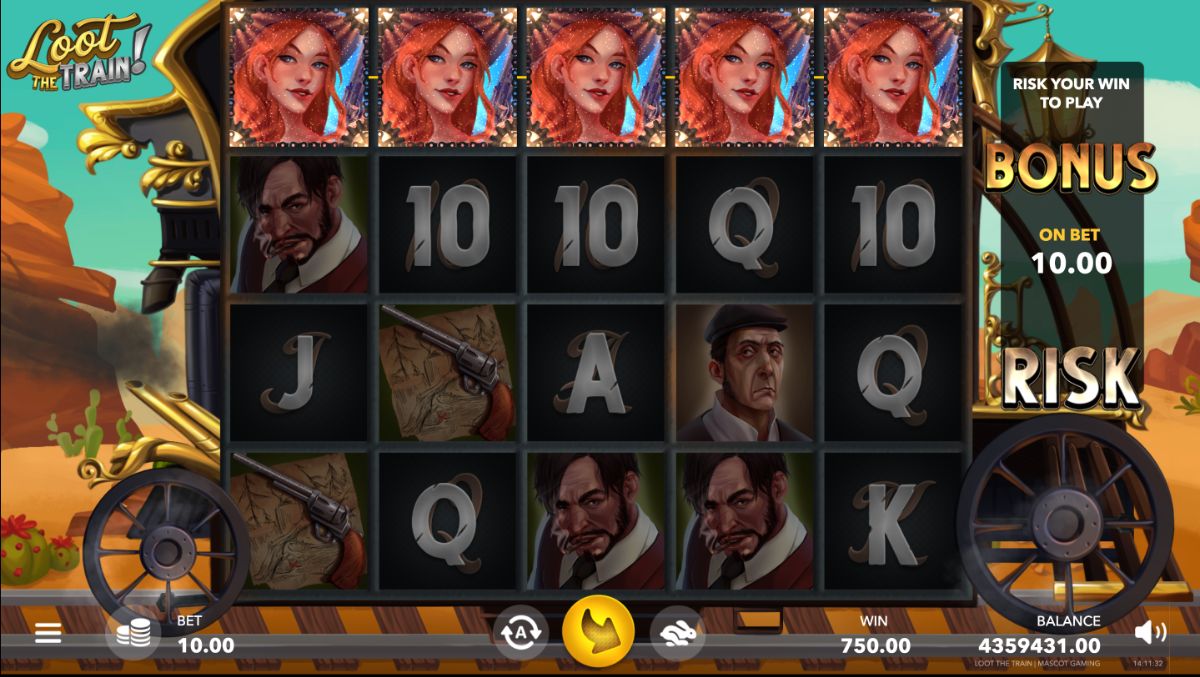 Loot
THE TRAIN!
RISK YOUR WIN
TO PLAY
BONUS
ON BET
10.00
RISK
10 10 Q 10
J A Q
Q K
BET
10.00
A
WIN
750.00
BALANCE
4359431.00
LOOT THE TRAIN | MASCOT GAMING 14:11:32